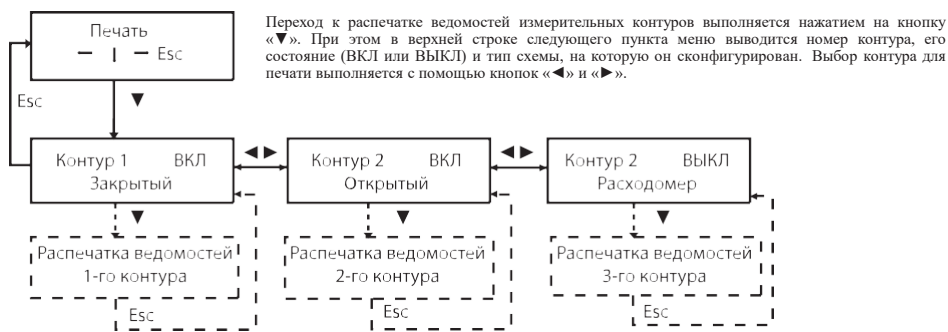 Печать
Esc
Переход к распечатке ведомостей измерительных контуров выполняется нажатием на кнопку
«▼». При этом в верхней строке следующего пункта меню выводится номер контура, его
состояние (ВКЛ или ВЫКЛ) и тип схемы, на которую он сконфигурирован. Выбор контура для
печати выполняется с помощью кнопок «◄» и «►».
Esc ▼
◄ ► ◄ ►
Контур 1 ВКЛ
Закрытый
Контур 2 ВКЛ
Открытый
Контур 2 ВЫКЛ
Расходомер
▼ ▼ ▼
Распечатка ведомостей
1-го контура
Распечатка ведомостей
2-го контура
Распечатка ведомостей
3-го контура
Esc Esc Esc